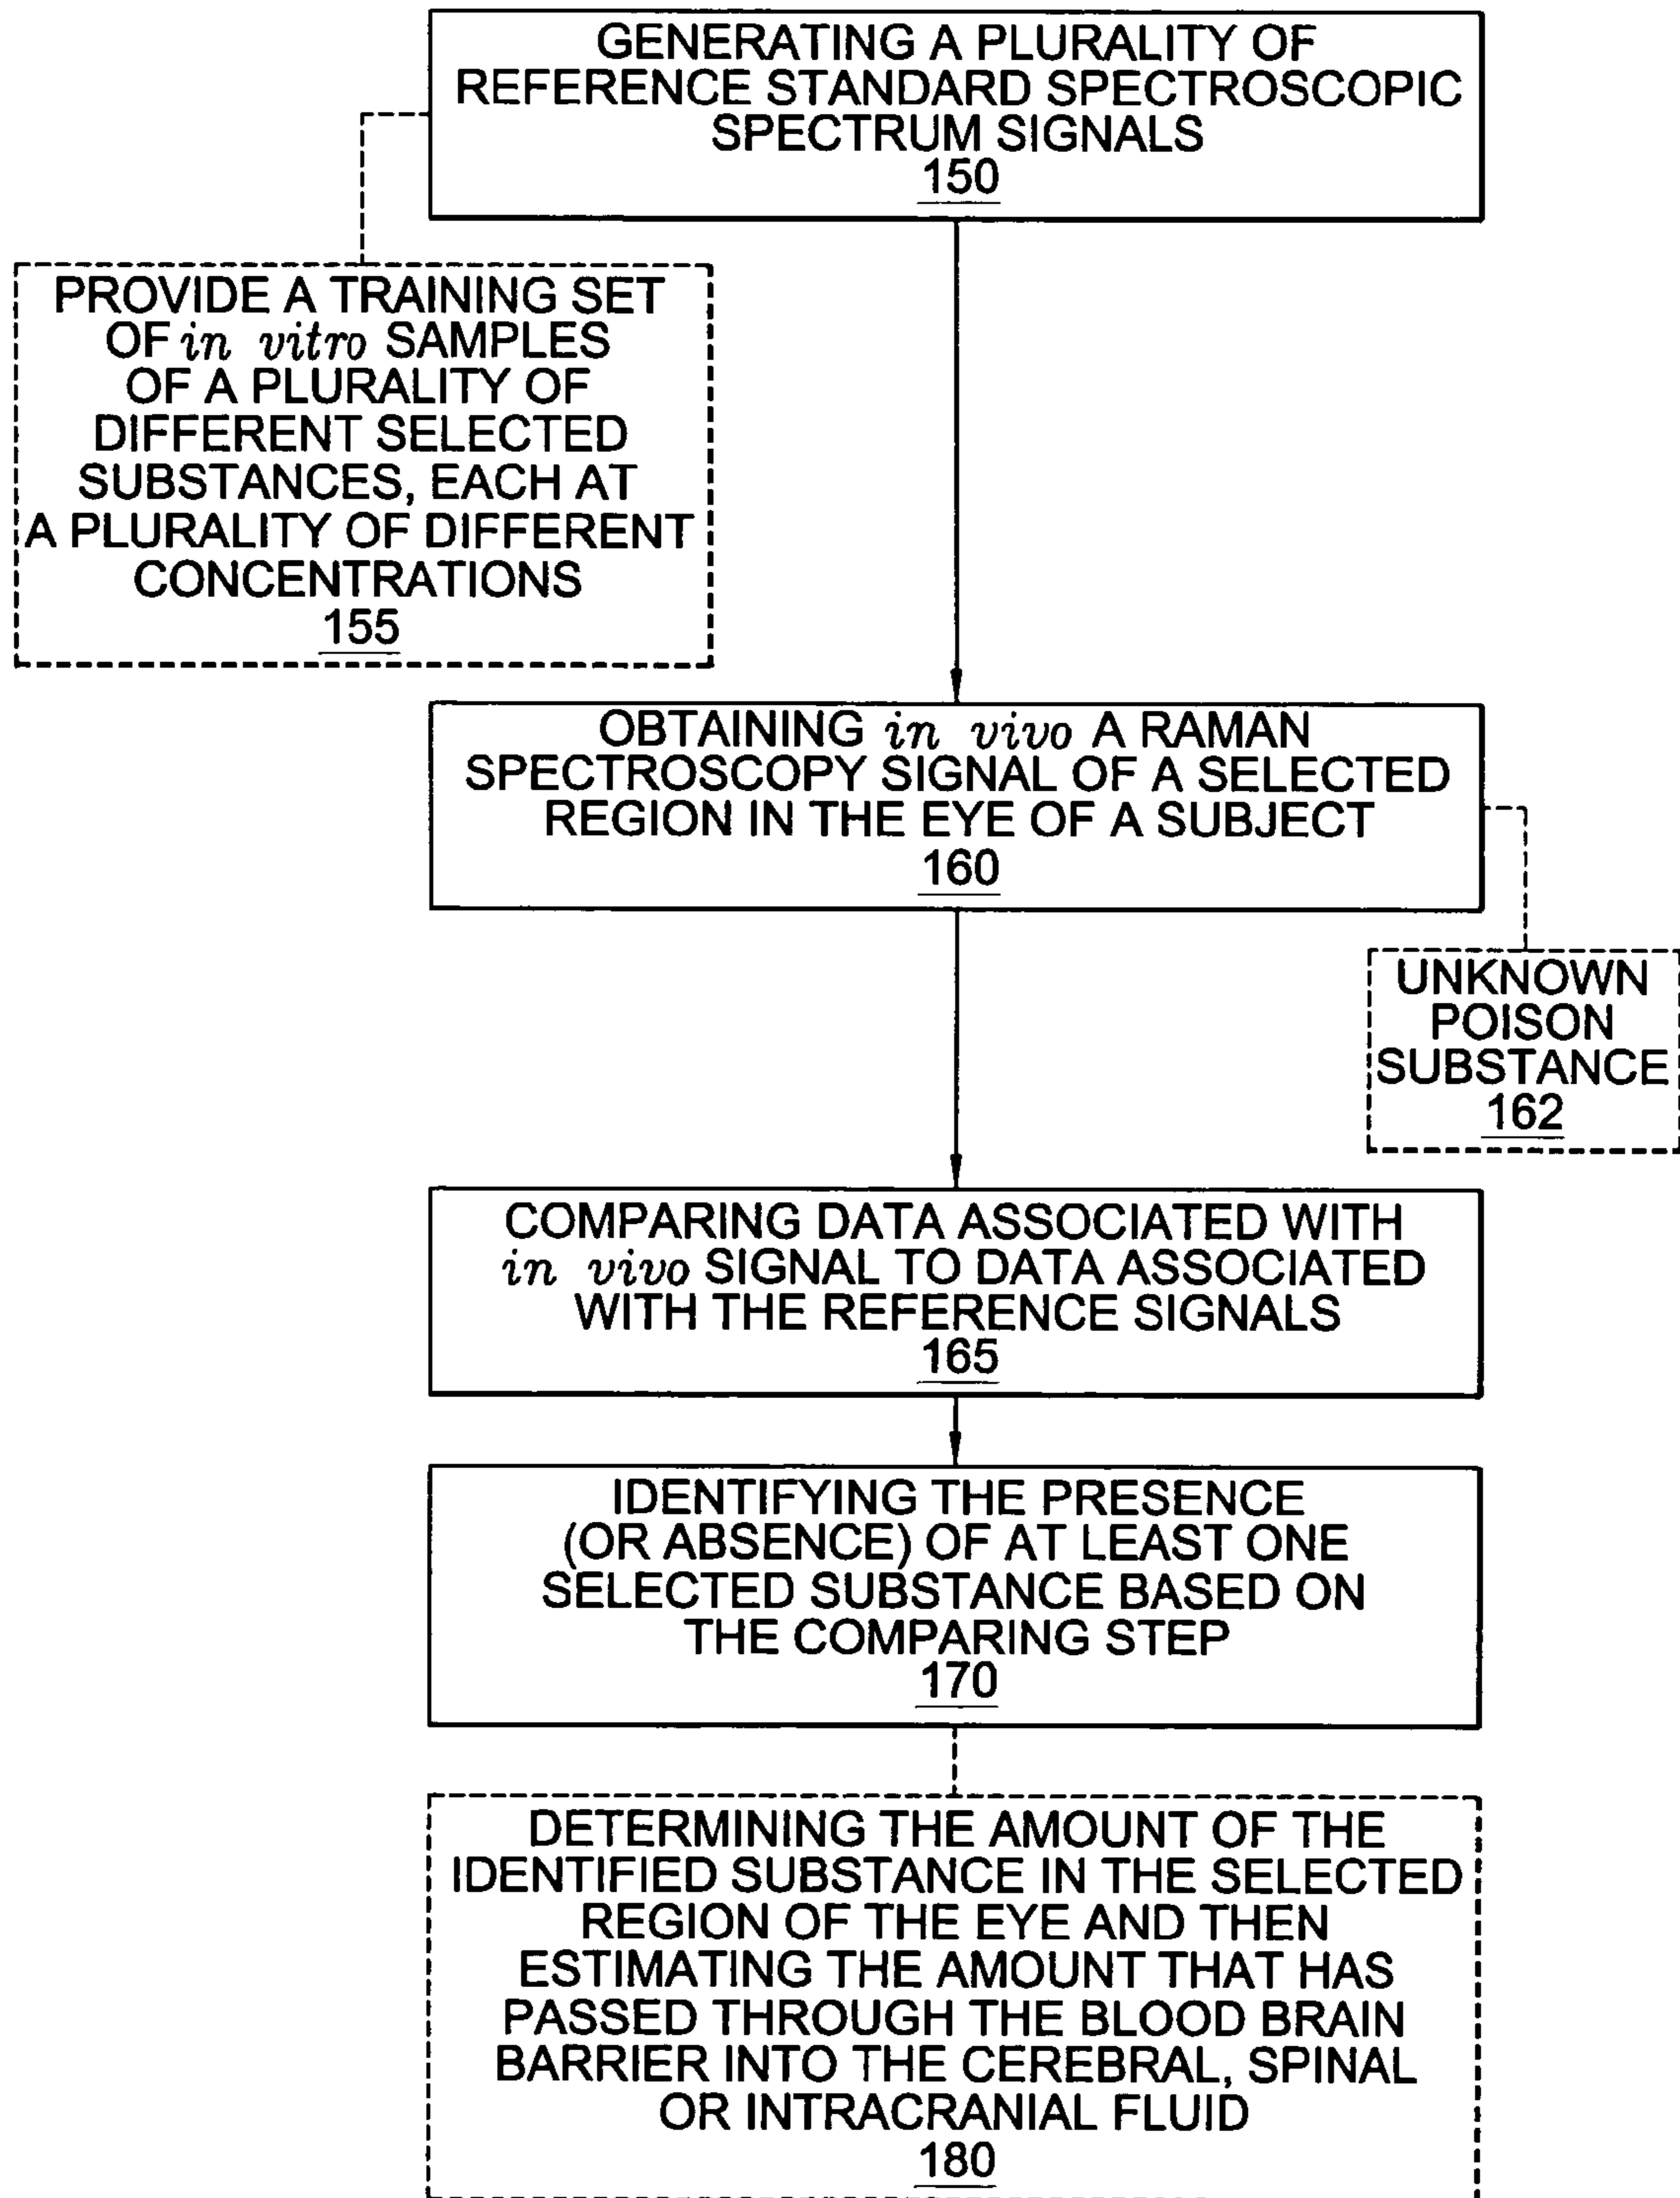 GENERATING A PLURALITY OF
REFERENCE STANDARD SPECTROSCOPIC
SPECTRUM SIGNALS
150
PROVIDE A TRAINING SET
OF in vitro SAMPLES
OF A PLURALITY OF
DIFFERENT SELECTED
SUBSTANCES, EACH AT
A PLURALITY OF DIFFERENT
CONCENTRATIONS
155
OBTAINING in vivo A RAMAN
SPECTROSCOPY SIGNAL OF A SELECTED
REGION IN THE EYE OF A SUBJECT
160
UNKNOWN
POISON
SUBSTANCE
162
COMPARING DATA ASSOCIATED WITH
in vivo SIGNAL TO DATA ASSOCIATED
WITH THE REFERENCE SIGNALS
165
IDENTIFYING THE PRESENCE
(OR ABSENCE) OF AT LEAST ONE
SELECTED SUBSTANCE BASED ON
THE COMPARING STEP
170
DETERMINING THE AMOUNT OF THE
IDENTIFIED SUBSTANCE IN THE SELECTED
REGION OF THE EYE AND THEN
ESTIMATING THE AMOUNT THAT HAS
PASSED THROUGH THE BLOOD BRAIN
BARRIER INTO THE CEREBRAL, SPINAL
OR INTRACRANIAL FLUID
180